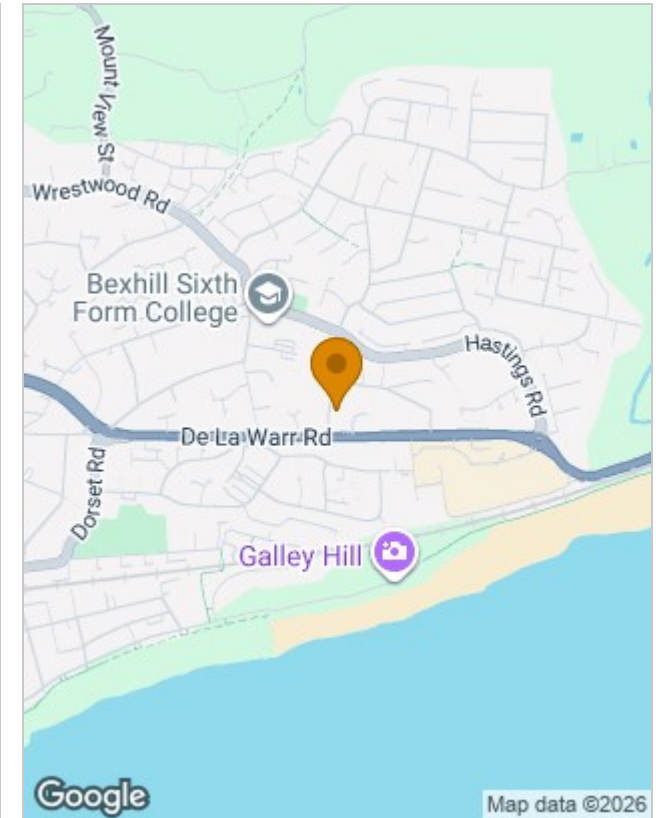 Mount View St
Wrestwood Rd
Bexhill Sixth
Form College
Hastings Rd
De La Warr Rd
Dorset Rd
Galley Hill
Google
Map data ©2026